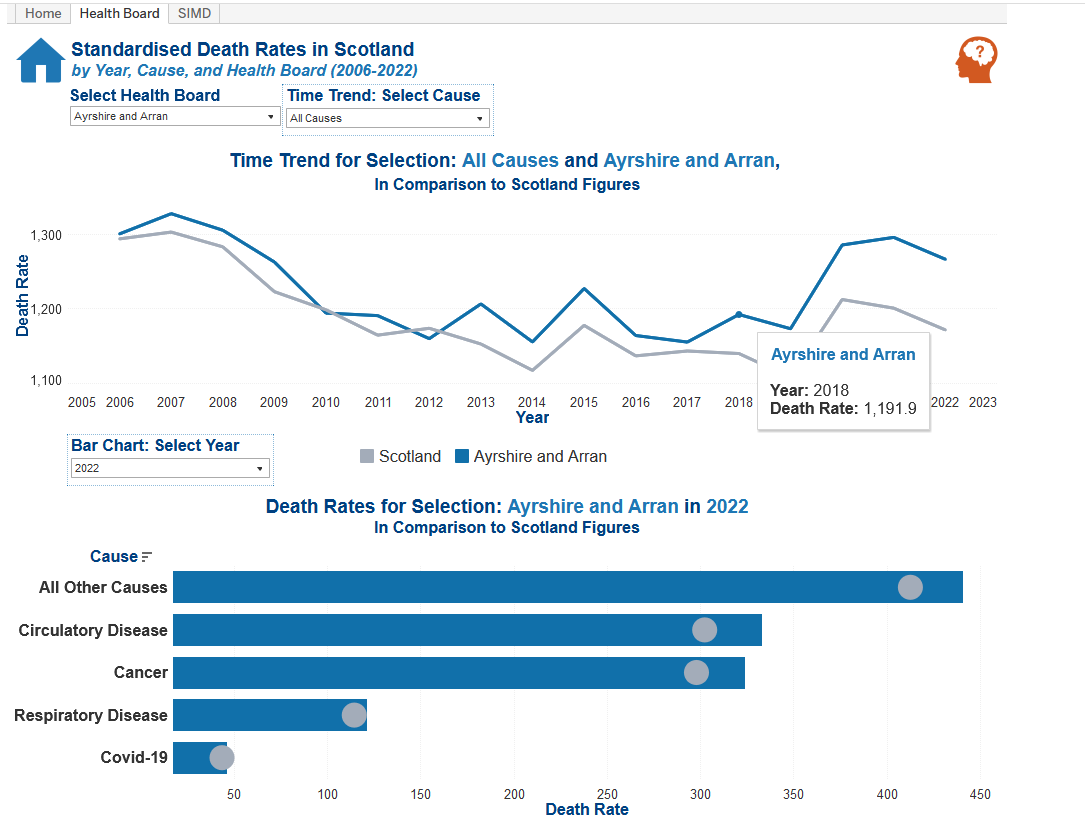 Home Health Board SIMD
Standardised Death Rates in Scotland
by Year, Cause, and Health Board (2006-2022)
?
Select Health Board
Ayrshire and Arran
Time Trend: Select Cause
All Causes
Time Trend for Selection: All Causes and Ayrshire and Arran,
In Comparison to Scotland Figures
Death Rate
1,300
1,200
1,100
2005 2006 2007 2008 2009 2010 2011 2012 2013 2014 2015 2016 2017 2018 2022 2023
Year
Ayrshire and Arran
Year: 2018
Death Rate: 1,191.9
Bar Chart: Select Year
2022
Scotland Ayrshire and Arran
Death Rates for Selection: Ayrshire and Arran in 2022
In Comparison to Scotland Figures
Cause
All Other Causes
Circulatory Disease
Cancer
Respiratory Disease
Covid-19
50 100 150 200 250 300 350 400 450
Death Rate